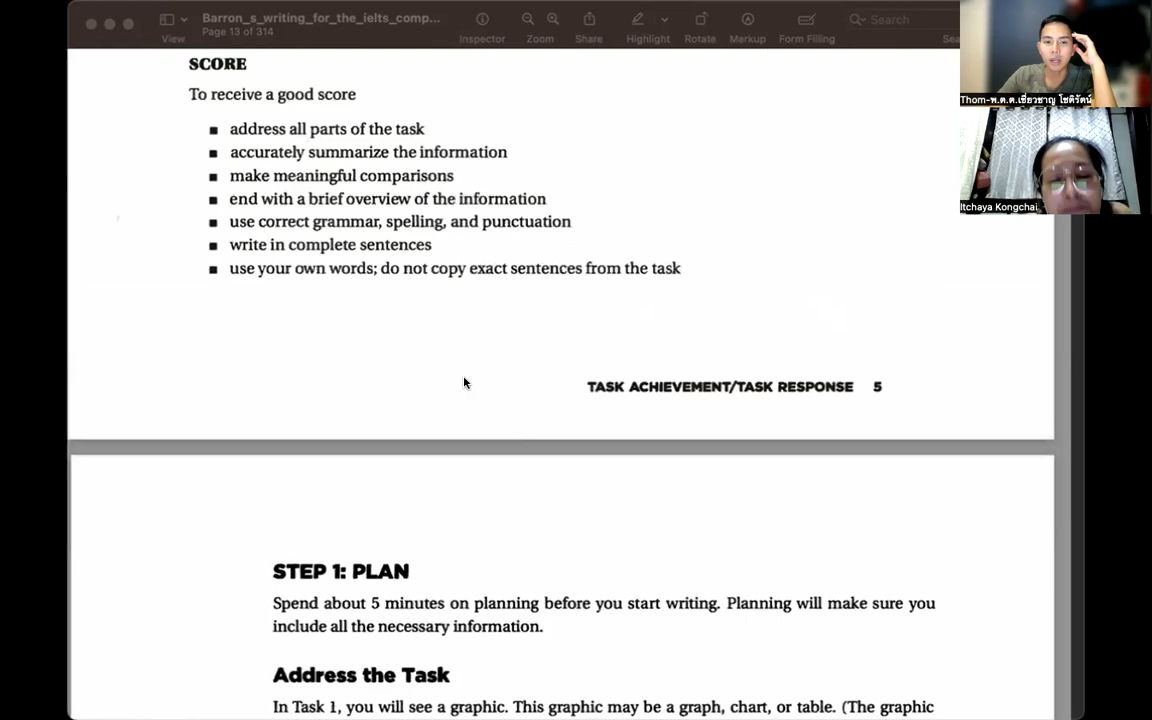 Barron_s_writing_for_the_ielts_comp...
Page 13 of 314
View
Inspector
Zoom
Share
Highlight
Rotate
Markup
Form Filling
Search
Sea
Thom-พ.ต.ต.เชี่ยวชาญ โชติรัตน์
Itchaya Kongchai
SCORE
To receive a good score
■ address all parts of the task
■ accurately summarize the information
■ make meaningful comparisons
■ end with a brief overview of the information
■ use correct grammar, spelling, and punctuation
■ write in complete sentences
■ use your own words; do not copy exact sentences from the task
TASK ACHIEVEMENT/TASK RESPONSE 5
STEP 1: PLAN
Spend about 5 minutes on planning before you start writing. Planning will make sure you
include all the necessary information.
Address the Task
In Task 1, you will see a graphic. This graphic may be a graph, chart, or table. (The graphic